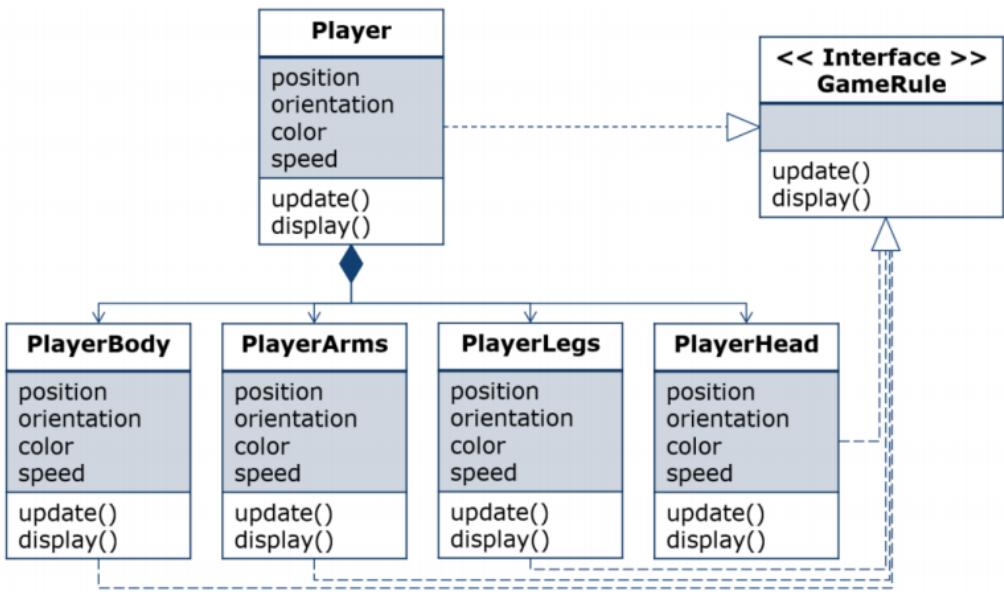 Player
position
orientation
color
speed
update()
display()
<< Interface >>
GameRule
update()
display()
PlayerBody
position
orientation
color
speed
update()
display()
PlayerArms
position
orientation
color
speed
update()
display()
PlayerLegs
position
orientation
color
speed
update()
display()
PlayerHead
position
orientation
color
speed
update()
display()